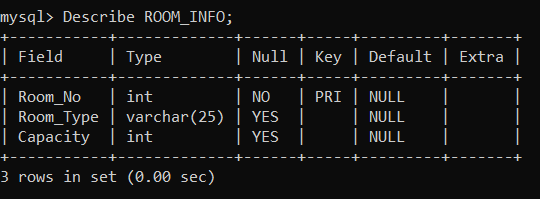 mysql> Describe ROOM_INFO;
+-----------+-------------+------+-----+---------+-------+
| Field     | Type        | Null | Key | Default | Extra |
+-----------+-------------+------+-----+---------+-------+
| Room_No   | int         | NO   | PRI | NULL    |       |
| Room_Type | varchar(25) | YES  |     | NULL    |       |
| Capacity  | int         | YES  |     | NULL    |       |
+-----------+-------------+------+-----+---------+-------+
3 rows in set (0.00 sec)